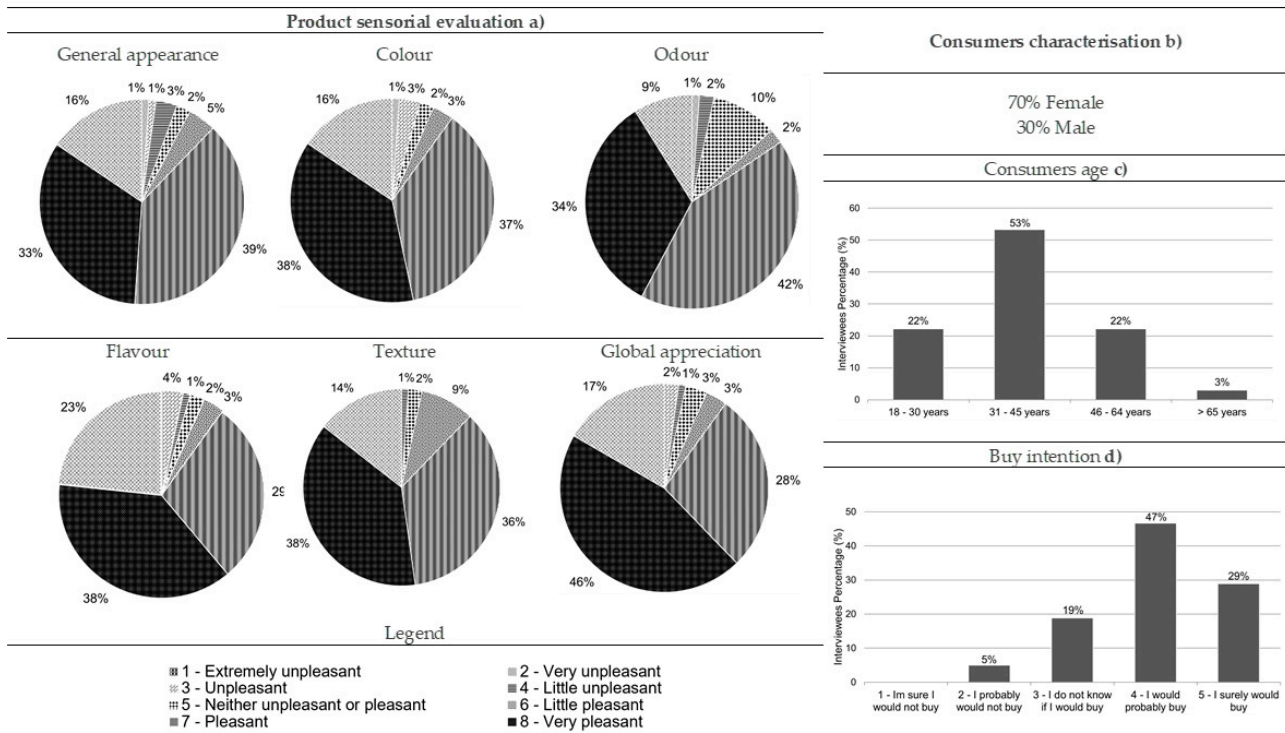 Product sensorial evaluation a)
General appearance
Colour
Odour
16%
1%
1%
3%
2%
5%
39%
33%
16%
1%
3%
2%
3%
37%
38%
9%
1%
2%
10%
2%
42%
34%
Flavour
Texture
Global appreciation
23%
4%
1%
2%
3%
29
38%
14%
1%
2%
9%
36%
38%
17%
2%
1%
3%
3%
28%
46%
Legend
1 - Extremely unpleasant
2 - Very unpleasant
3 - Unpleasant
4 - Little unpleasant
5 - Neither unpleasant or pleasant
6 - Little pleasant
7 - Pleasant
8 - Very pleasant
Consumers characterisation b)
70% Female
30% Male
Consumers age c)
Interviewees Percentage (%)
60
50
40
30
20
10
0
22%
53%
22%
3%
18 - 30 years
31 - 45 years
46 - 64 years
> 65 years
Buy intention d)
Interviewees Percentage (%)
50
40
30
20
10
0
5%
19%
47%
29%
1 - Im sure I
would not buy
2 - I probably
would not buy
3 - I do not know
if I would buy
4 - I would
probably buy
5 - I surely would
buy